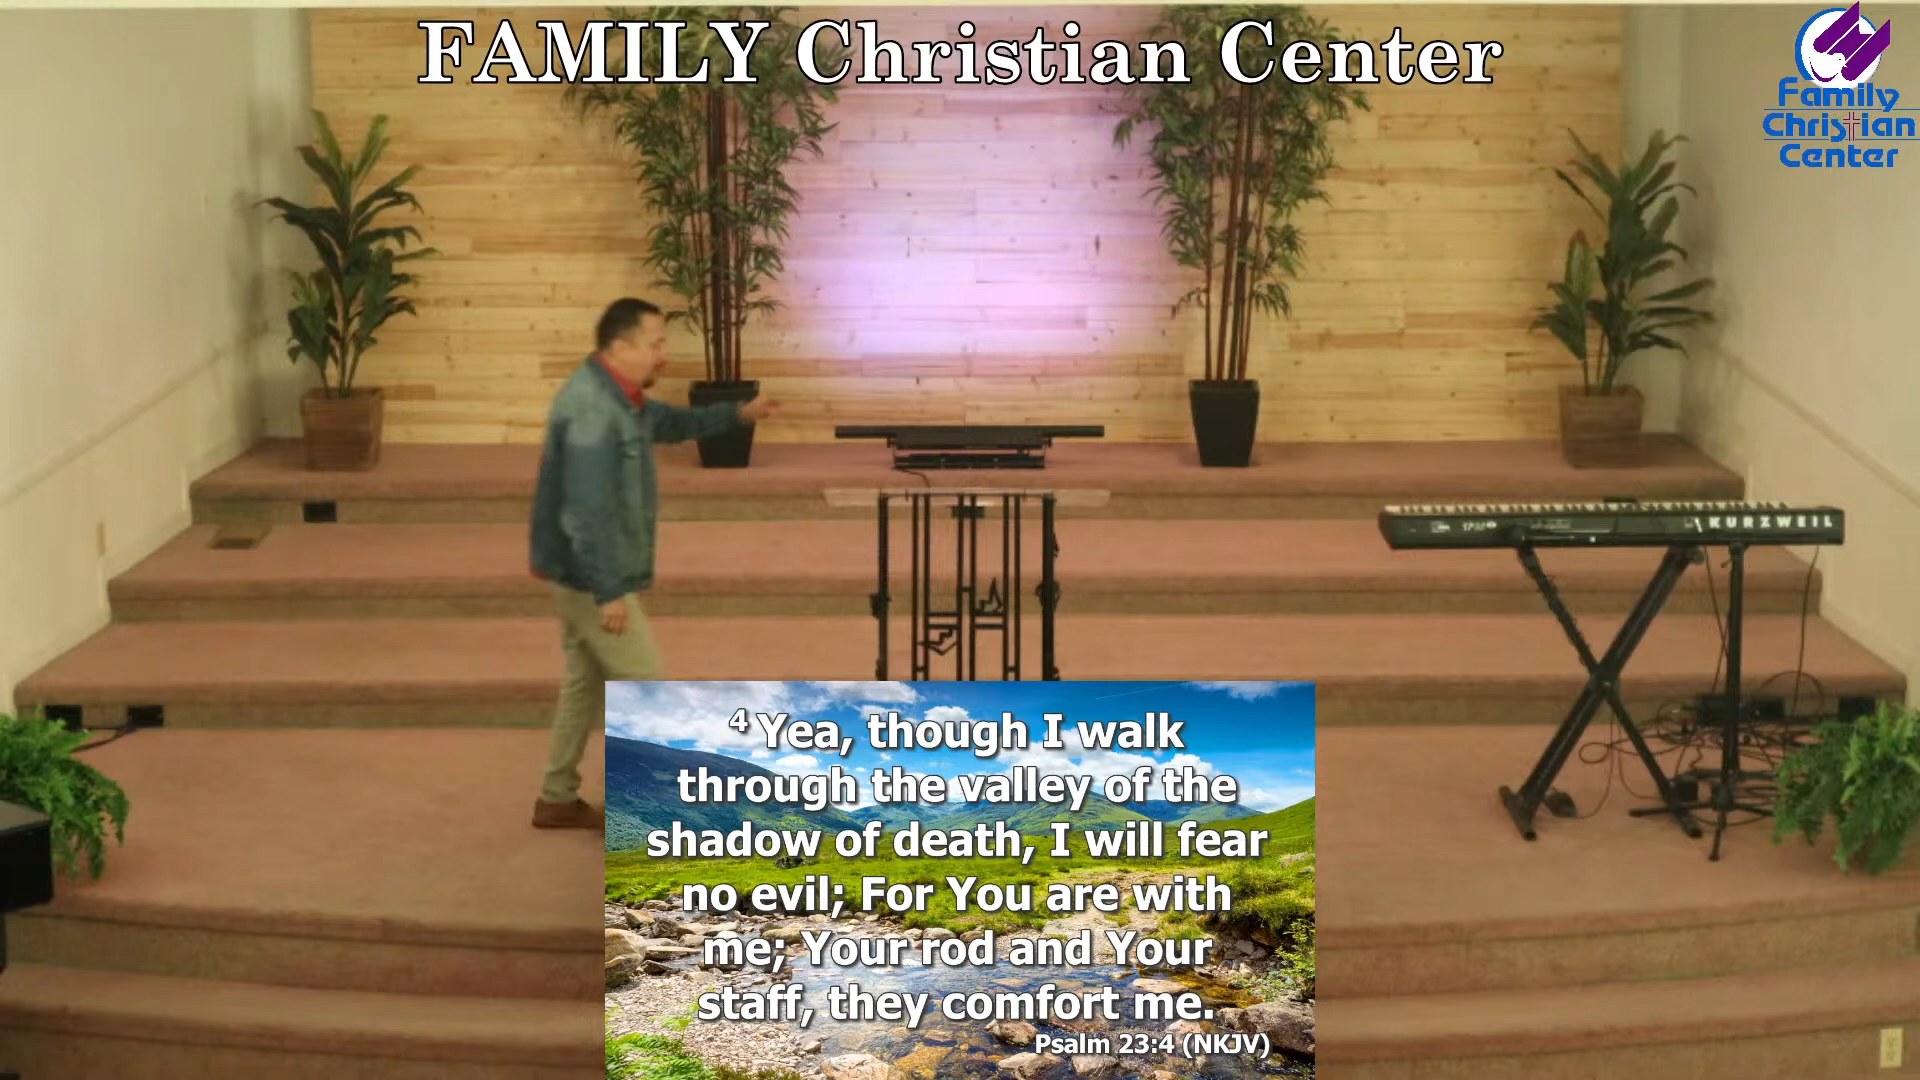 FAMILY Christian Center
Family
Christian
Center
KURZWEIL
4 Yea, though I walk
through the valley of the
shadow of death, I will fear
no evil; For You are with
me; Your rod and Your
staff, they comfort me.
Psalm 23:4 (NKJV)